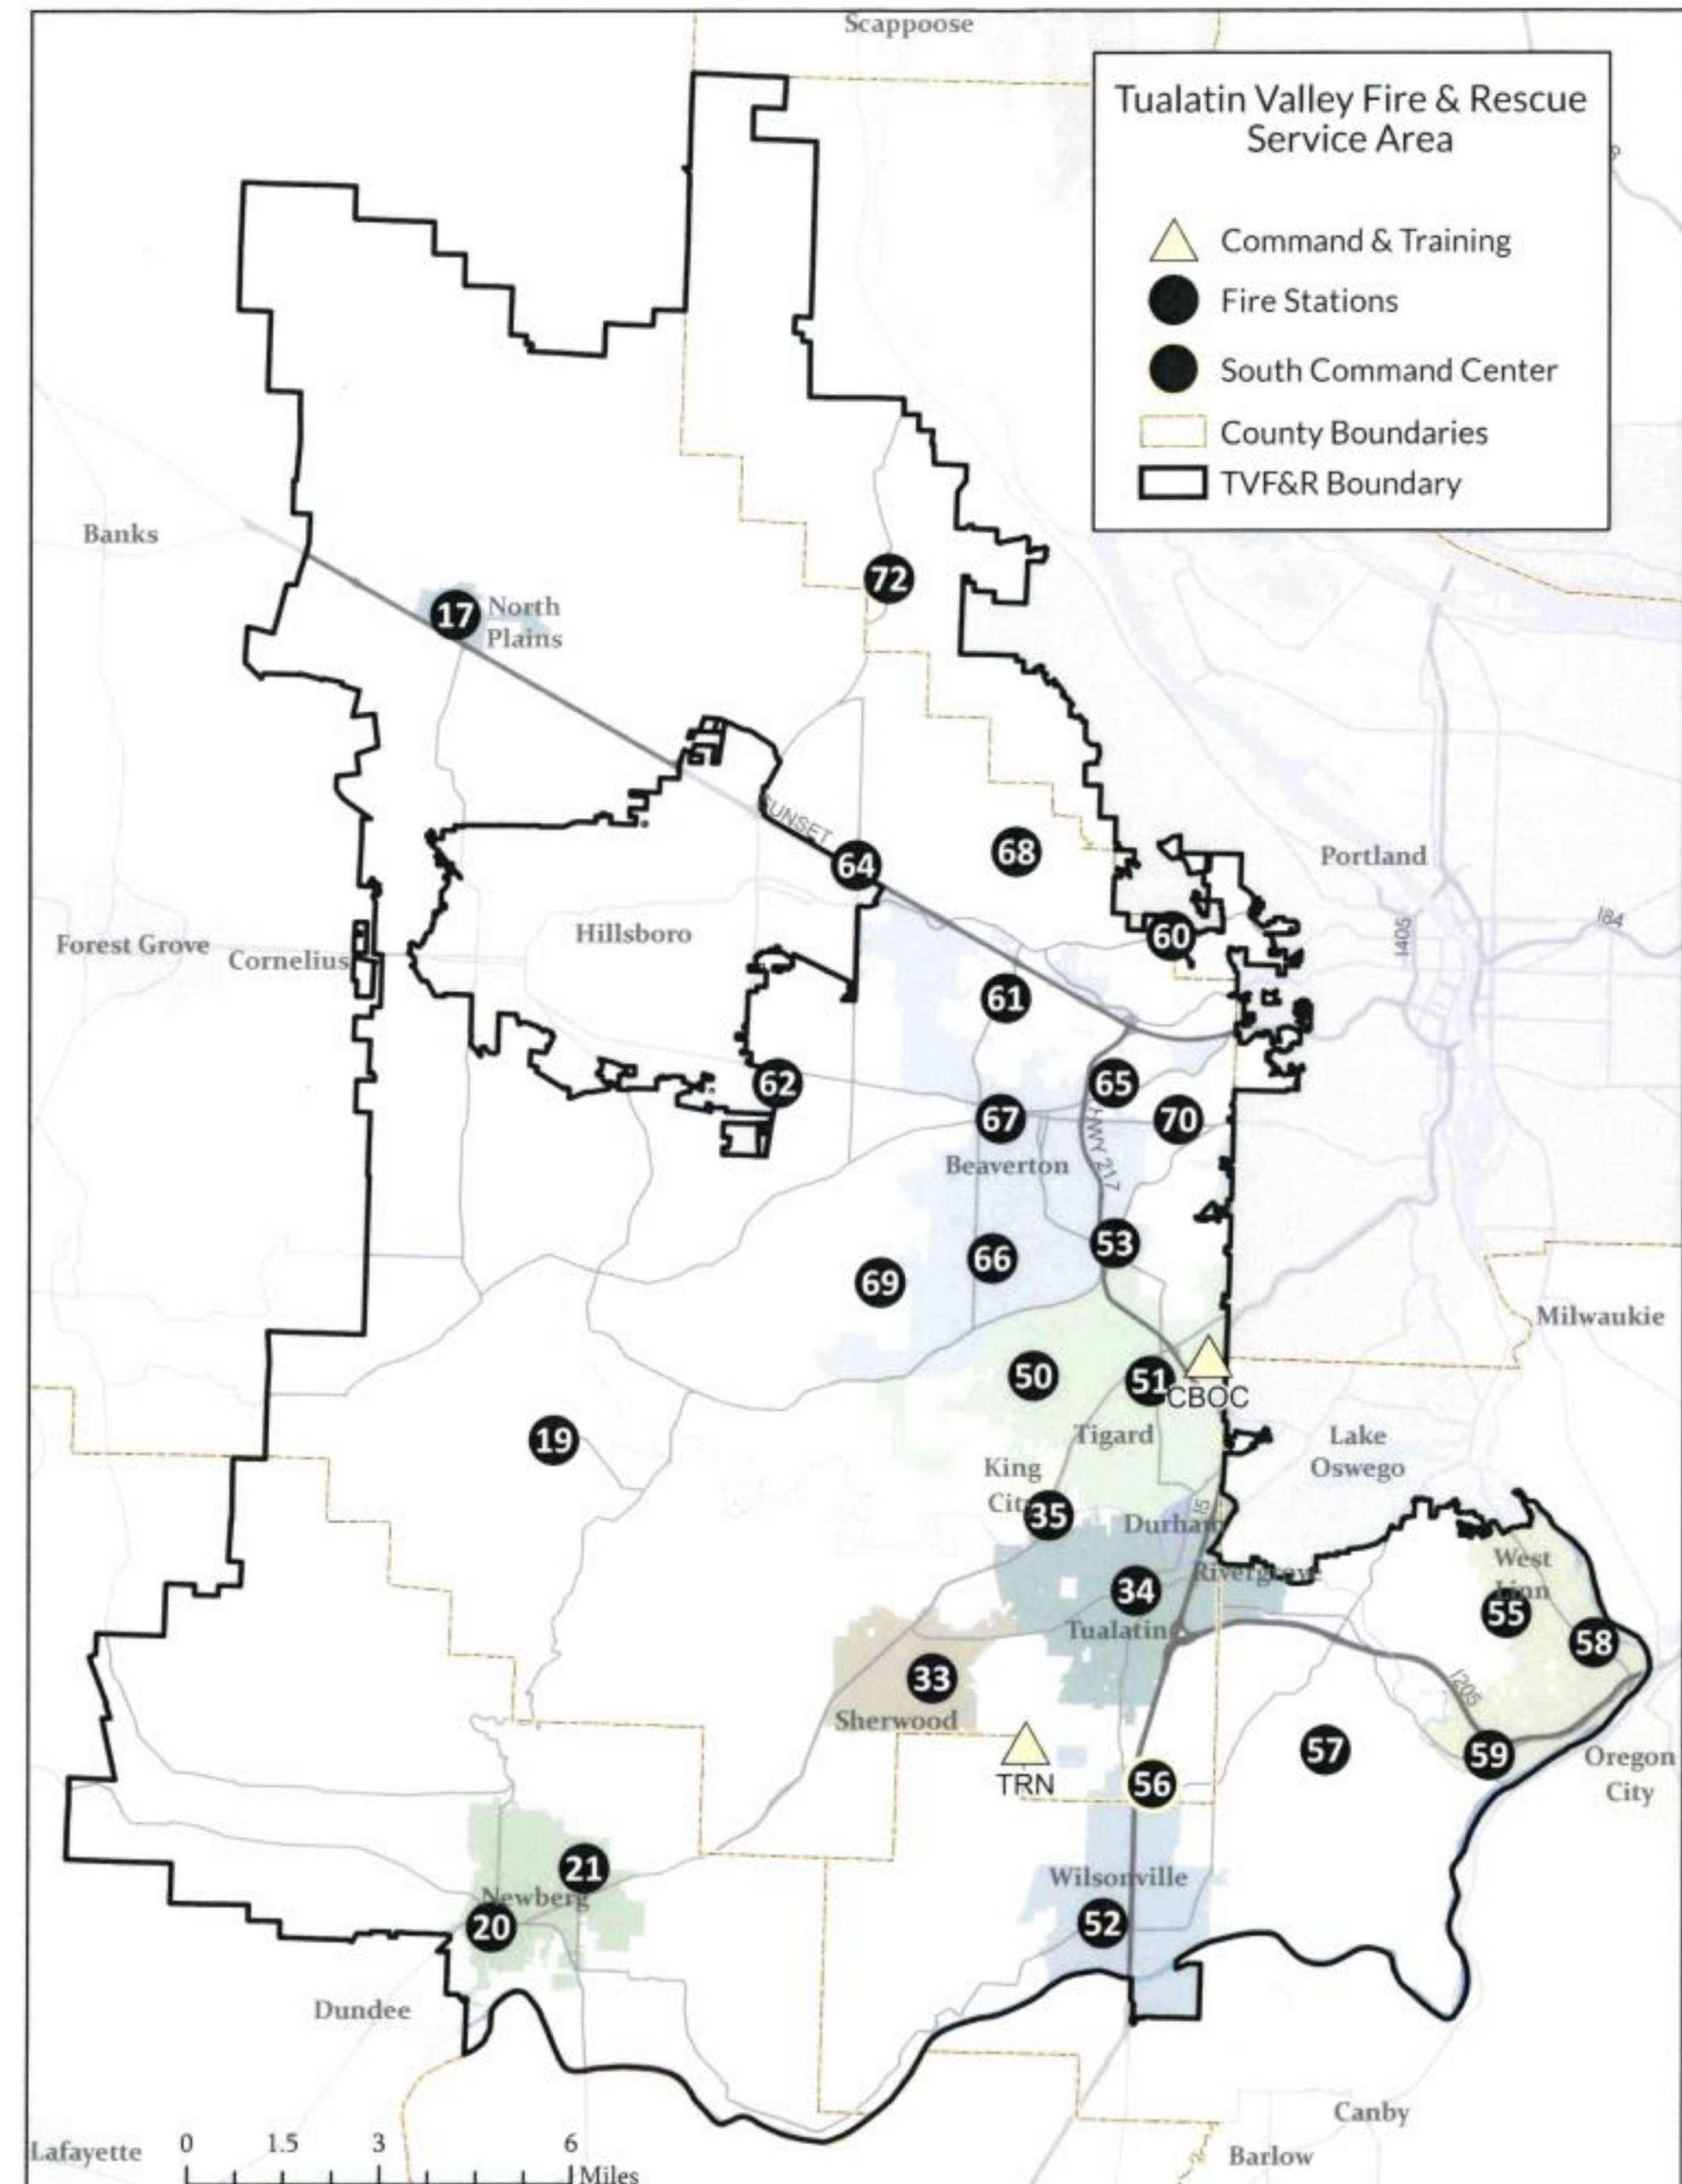 Scappoose
Tualatin Valley Fire & Rescue
Service Area
Command & Training
Fire Stations
South Command Center
County Boundaries
TVF&R Boundary
Banks
72
17
North
Plains
SUNSET
64
68
Portland
60
I405
I84
Forest Grove
Cornelius
Hillsboro
61
62
65
67
70
HWY 217
Beaverton
53
66
69
Milwaukie
50
51
CBOC
19
Tigard
Lake
Oswego
King
City
35
I5
Durham
West
Linn
Rivergrove
34
55
Tualatin
58
33
I205
Sherwood
57
59
Oregon
City
TRN
56
21
Wilsonville
Newberg
20
52
Dundee
Canby
Lafayette
0 1.5 3 6
Miles
Barlow